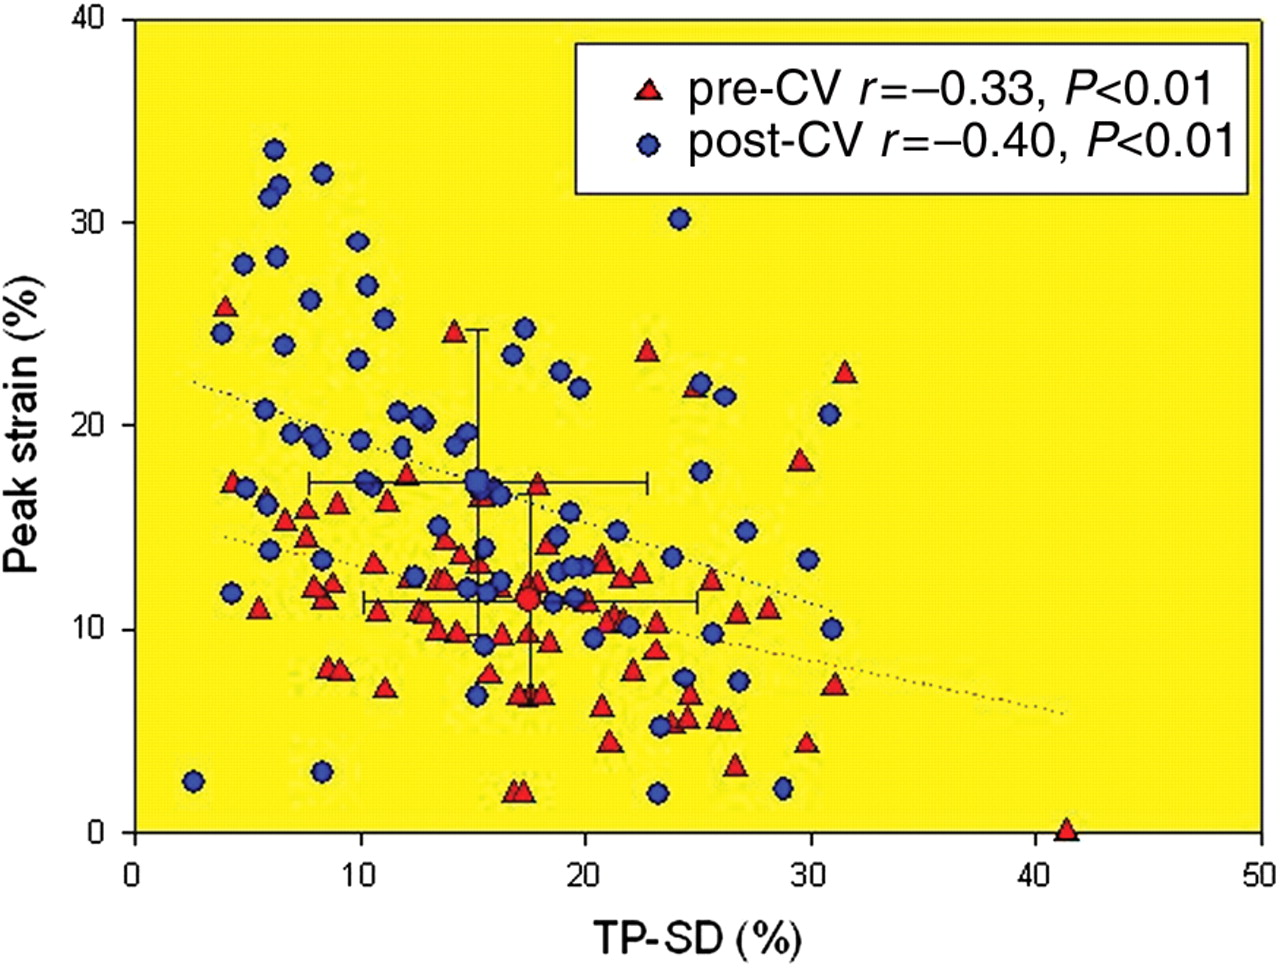 40
30
20
10
0
0 10 20 30 40 50
Peak strain (%)
TP-SD (%)
pre-CV r=−0.33, P<0.01
post-CV r=−0.40, P<0.01